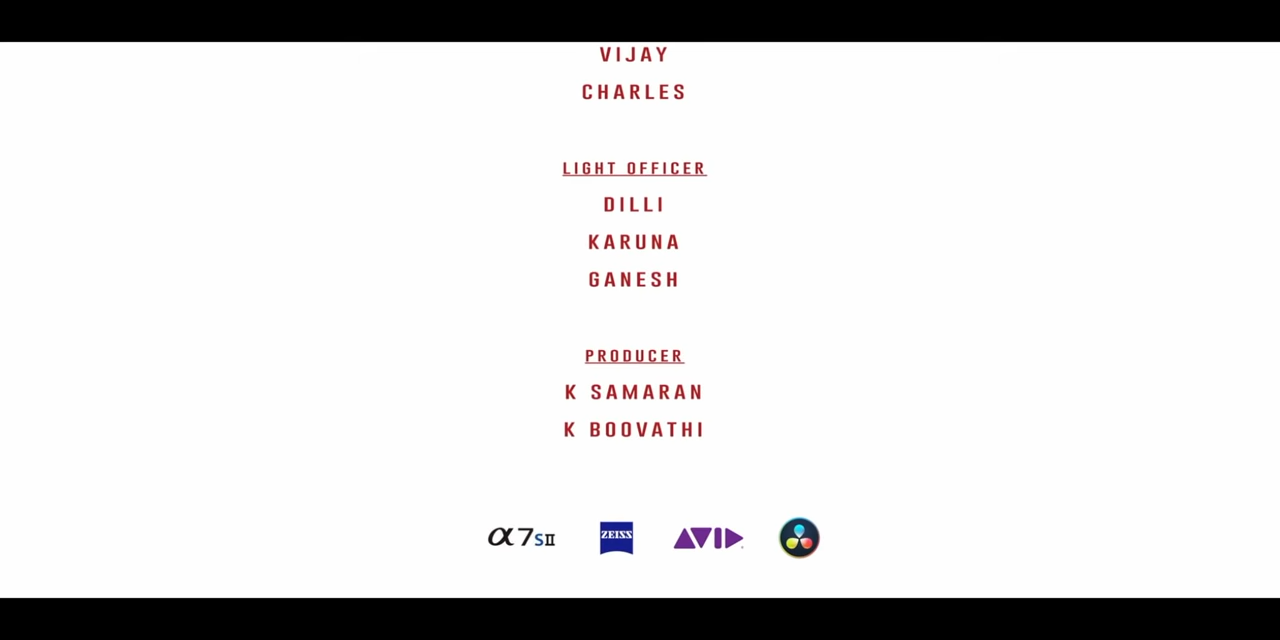 VIJAY
CHARLES
LIGHT OFFICER
DILLI
KARUNA
GANESH
PRODUCER
K SAMARAN
K BOOVATHI
α7SII ZEISS AVID